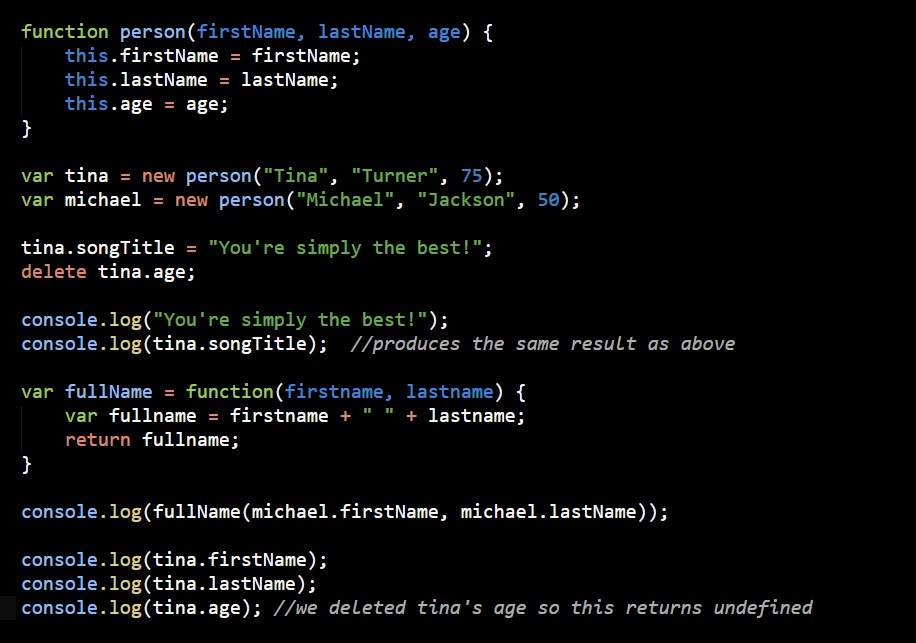 function person(firstName, lastName, age) {
    this.firstName = firstName;
    this.lastName = lastName;
    this.age = age;
}
var tina = new person("Tina", "Turner", 75);
var michael = new person("Michael", "Jackson", 50);
tina.songTitle = "You're simply the best!";
delete tina.age;
console.log("You're simply the best!");
console.log(tina.songTitle);  //produces the same result as above
var fullName = function(firstname, lastname) {
    var fullname = firstname + " " + lastname;
    return fullname;
}
console.log(fullName(michael.firstName, michael.lastName));
console.log(tina.firstName);
console.log(tina.lastName);
console.log(tina.age); //we deleted tina's age so this returns undefined